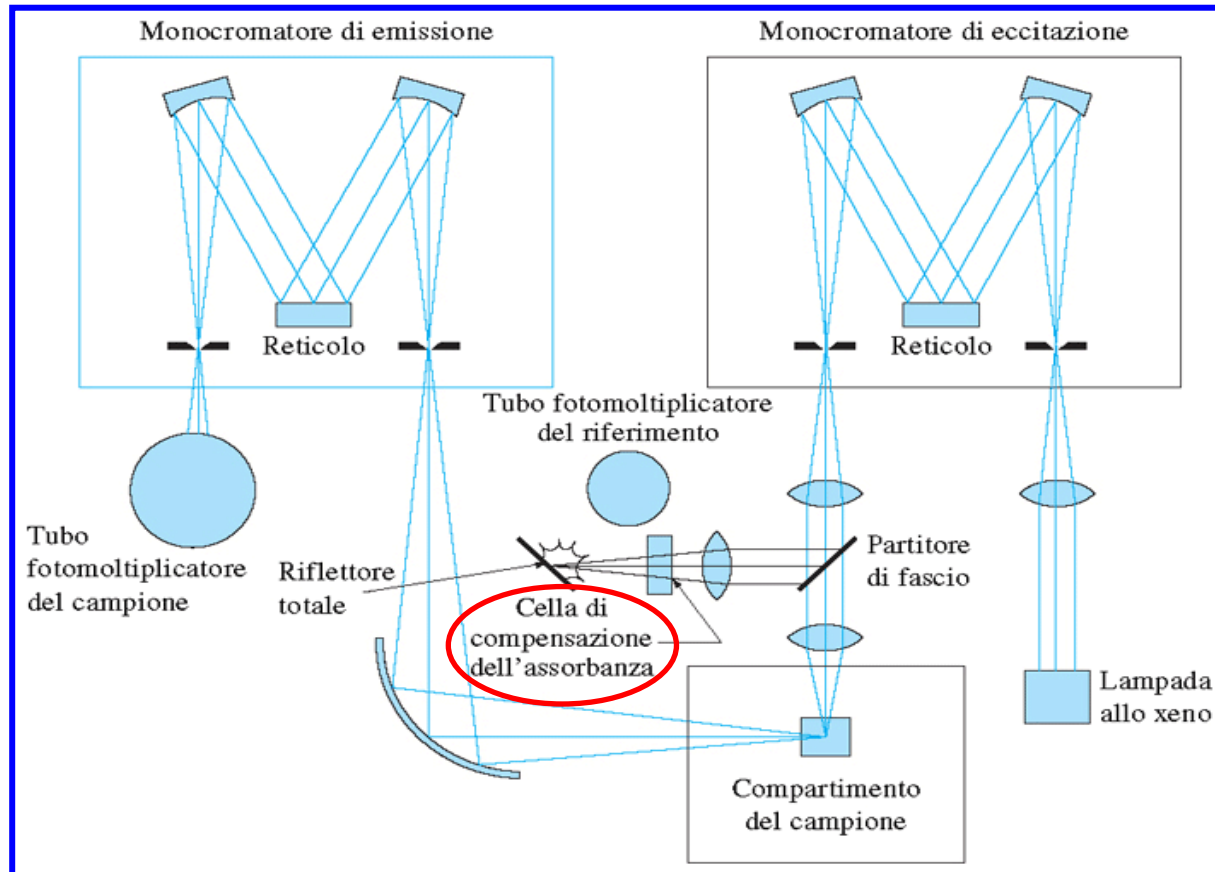 Monocromatore di emissione
Monocromatore di eccitazione
Reticolo
Reticolo
Tubo fotomoltiplicatore
del riferimento
Tubo
fotomoltiplicatore
del campione
Riflettore
totale
Partitore
di fascio
Cella di
compensazione
dell'assorbanza
Lampada
allo xeno
Compartimento
del campione